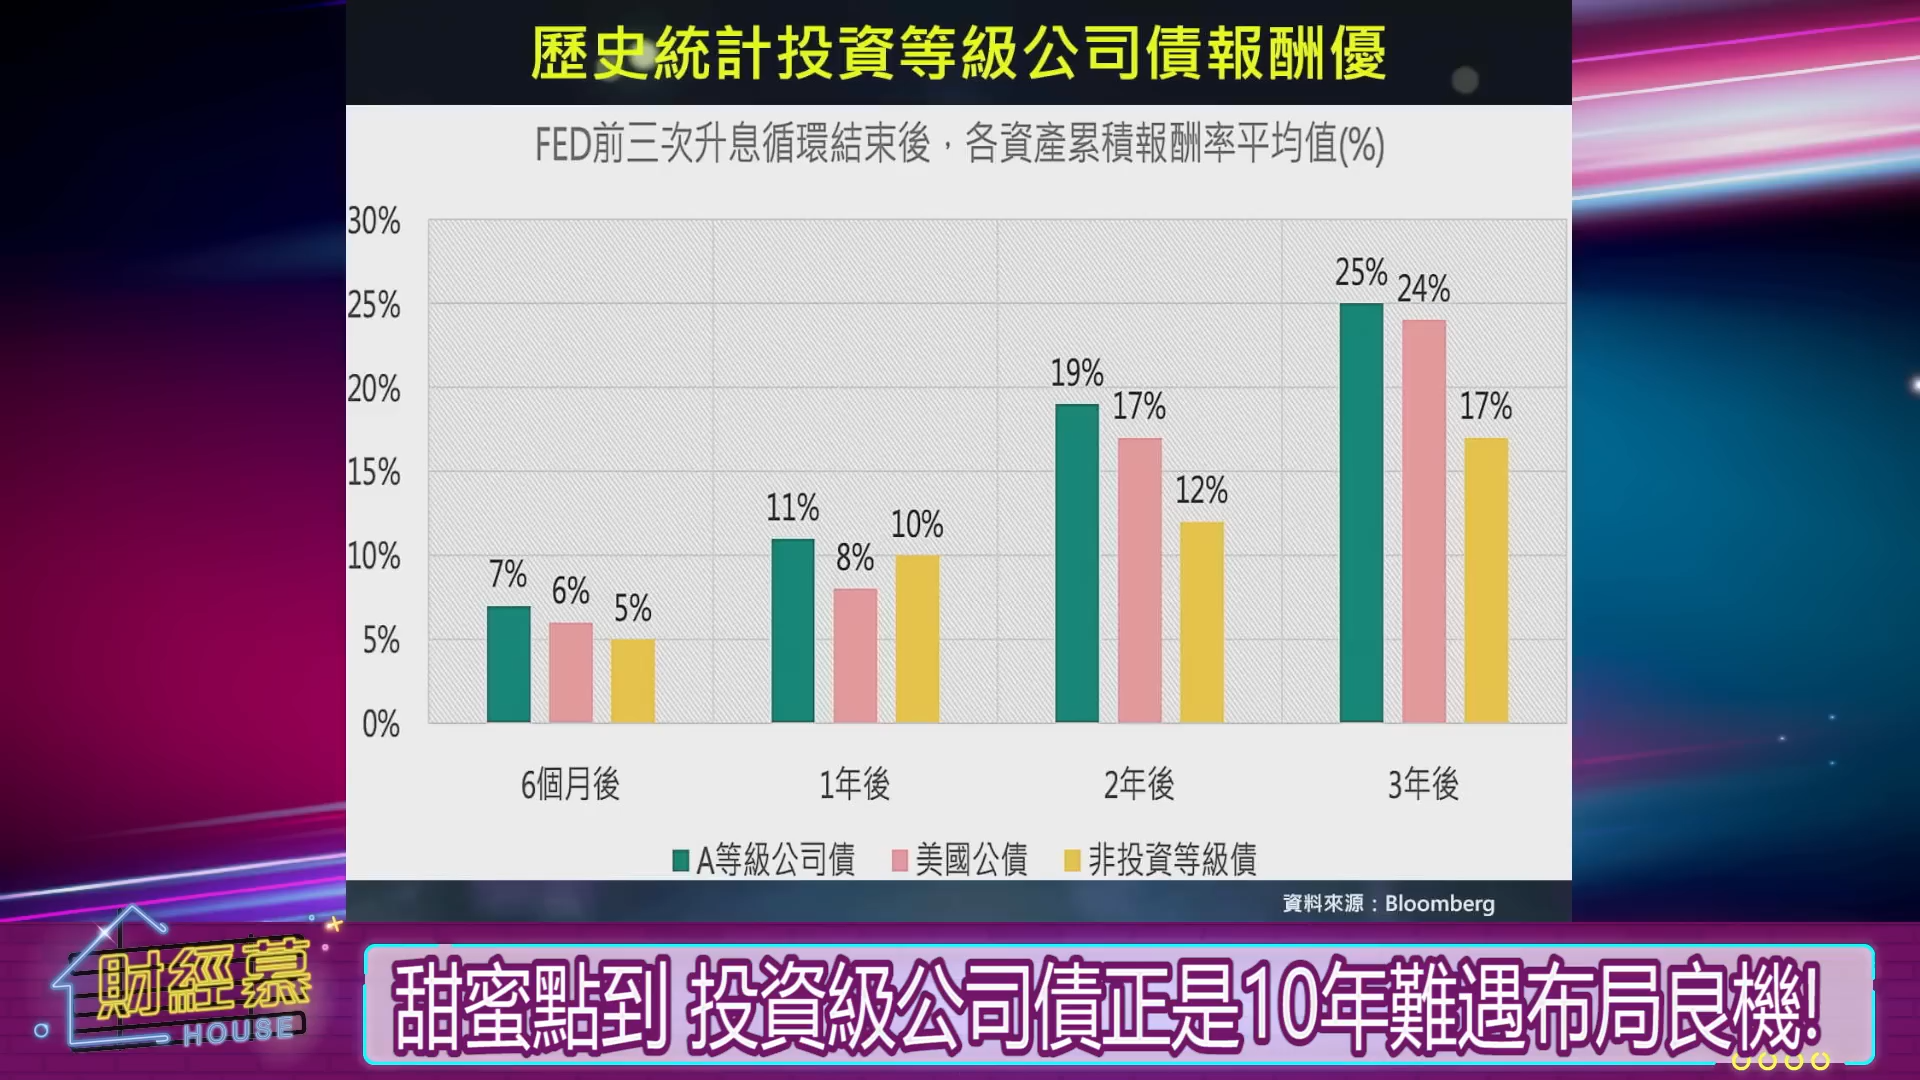 歷史統計投資等級公司債報酬優
FED前三次升息循環結束後，各資產累積報酬率平均值(%)
30%
25%
20%
15%
10%
5%
0%
7%
6%
5%
11%
8%
10%
19%
17%
12%
25%
24%
17%
6個月後
1年後
2年後
3年後
A等級公司債
美國公債
非投資等級債
資料來源：Bloomberg
財經慕
HOUSE
甜蜜點到 投資級公司債正是10年難遇布局良機!